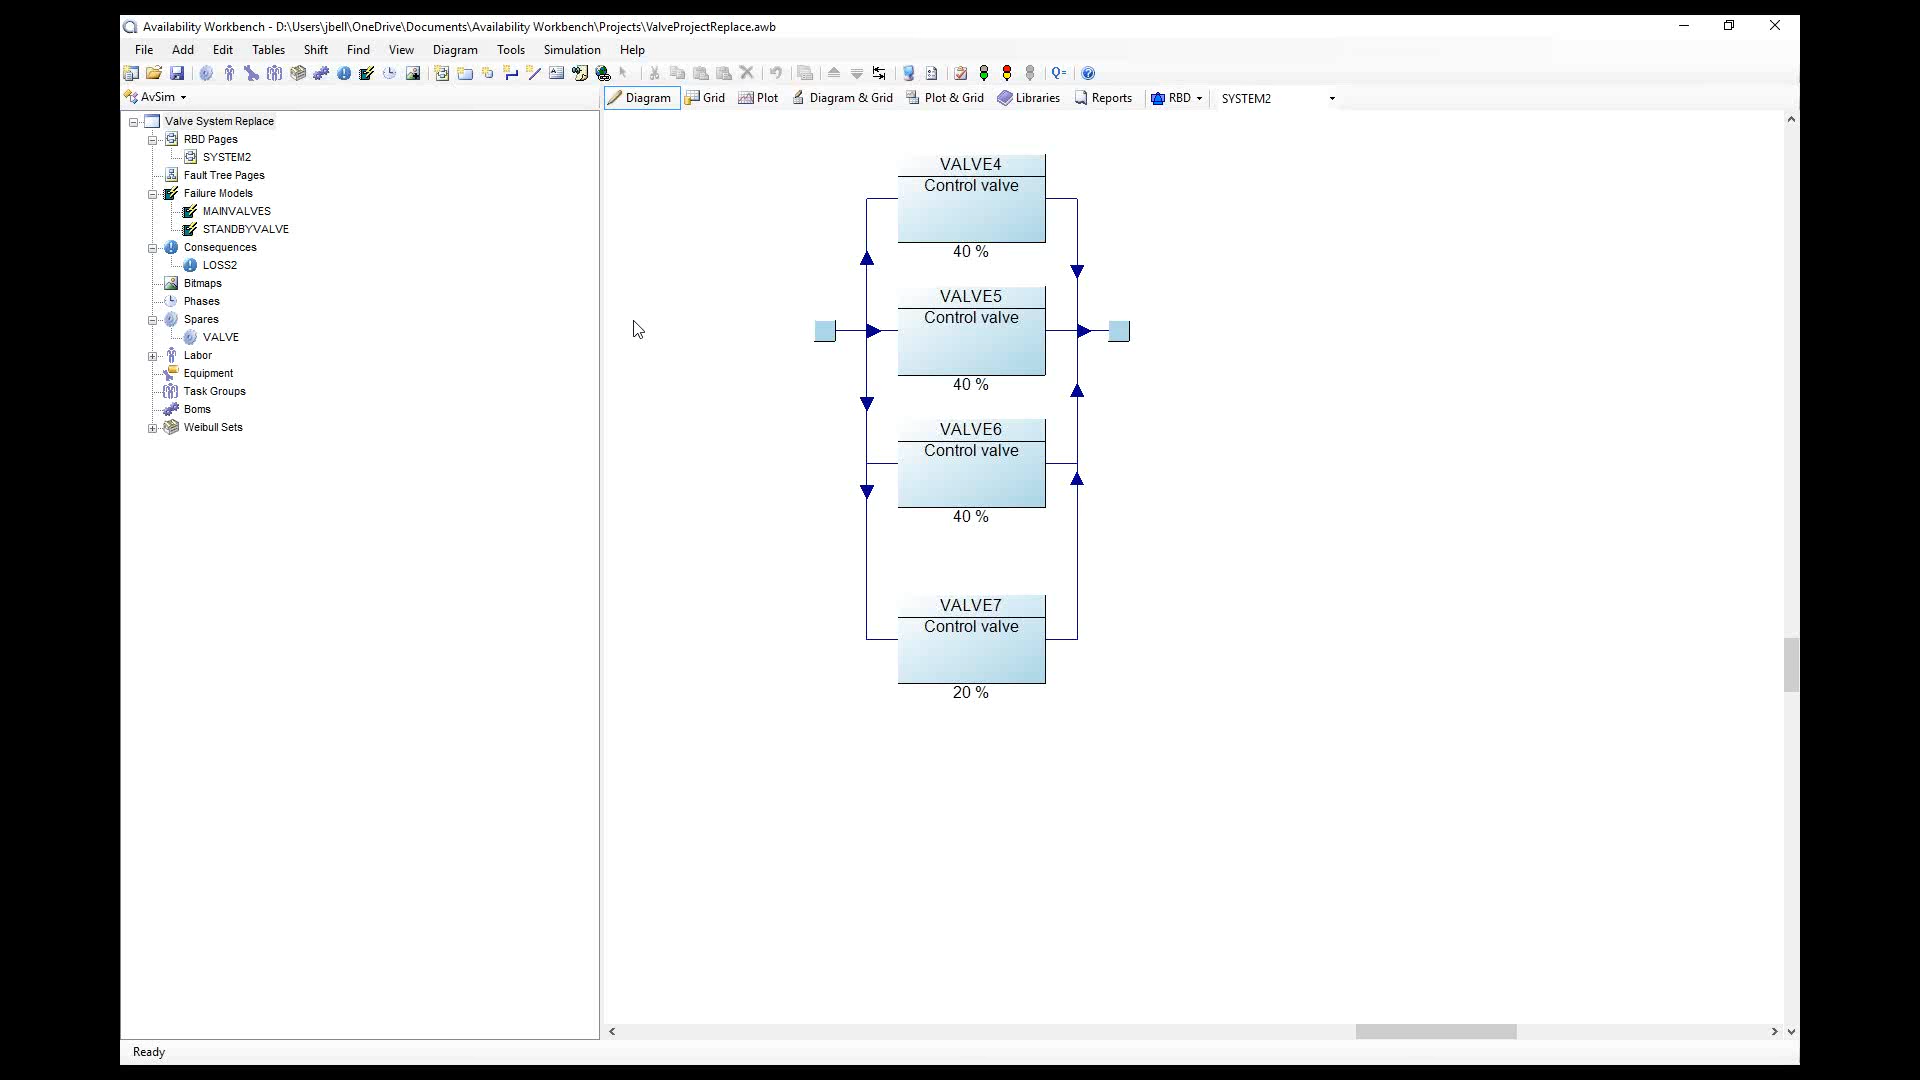 Availability Workbench - D:\Users\jbell\OneDrive\Documents\Availability Workbench\Projects\ValveProjectReplace.awb
File Add Edit Tables Shift Find View Diagram Tools Simulation Help
AvSim Diagram Grid Plot Diagram & Grid Plot & Grid Libraries Reports RBD SYSTEM2
Valve System Replace
RBD Pages
SYSTEM2
Fault Tree Pages
Failure Models
MAINVALVES
STANDBYVALVE
Consequences
LOSS2
Bitmaps
Phases
Spares
VALVE
Labor
Equipment
Task Groups
Boms
Weibull Sets
VALVE4
Control valve
40 %
VALVE5
Control valve
40 %
VALVE6
Control valve
40 %
VALVE7
Control valve
20 %
Ready